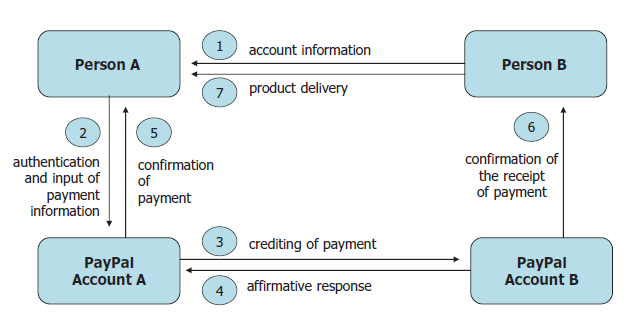 Person A
1
account information
7
product delivery
Person B
2
authentication
and input of
payment
information
5
confirmation
of
payment
6
confirmation of
the receipt
of payment
PayPal
Account A
3
crediting of payment
4
affirmative response
PayPal
Account B